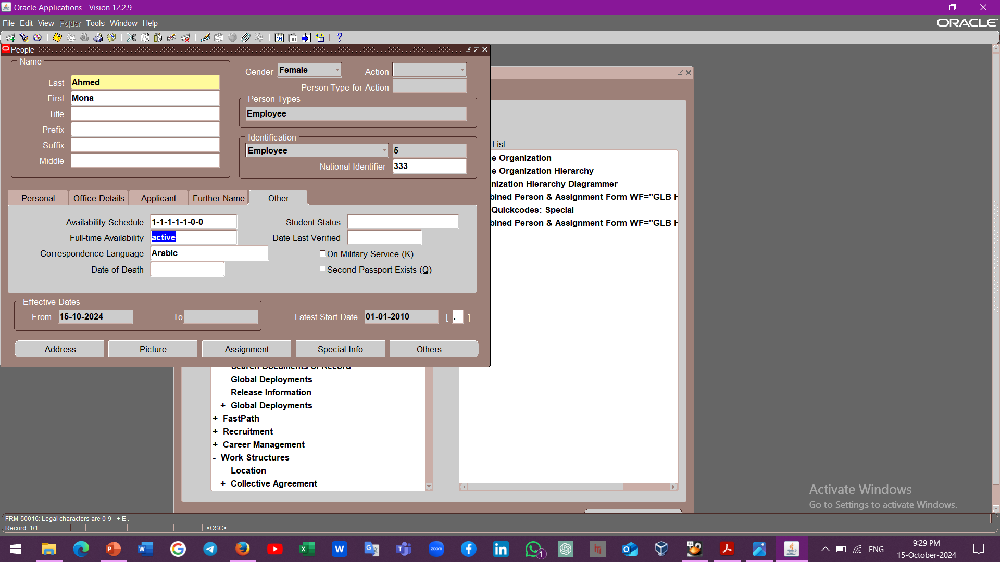 Oracle Applications - Vision 12.2.9
File Edit View Folder Tools Window Help
ORACLE
People
Name
Last Ahmed
First Mona
Title
Prefix
Suffix
Middle
Gender Female Action
Person Type for Action
Person Types
Employee
Identification
Employee 5
National Identifier 333
Personal Office Details Applicant Further Name Other
Availability Schedule 1-1-1-1-1-0-0 Student Status
Full-time Availability active Date Last Verified
Correspondence Language Arabic On Military Service (K)
Date of Death Second Passport Exists (Q)
Effective Dates
From 15-10-2024 To Latest Start Date 01-01-2010 [ . ]
Address Picture Assignment Special Info Others...
List
e Organization
e Organization Hierarchy
nization Hierarchy Diagrammer
bined Person & Assignment Form WF="GLB H
Quickcodes: Special
bined Person & Assignment Form WF="GLB H
Search Documents of Record
Global Deployments
Release Information
+ Global Deployments
+ FastPath
+ Recruitment
+ Career Management
- Work Structures
Location
+ Collective Agreement
Activate Windows
Go to Settings to activate Windows.
FRM-50016: Legal characters are 0-9 - + E .
Record: 1/1 ... <OSC>
zoom
1
ENG
9:29 PM
15-October-2024